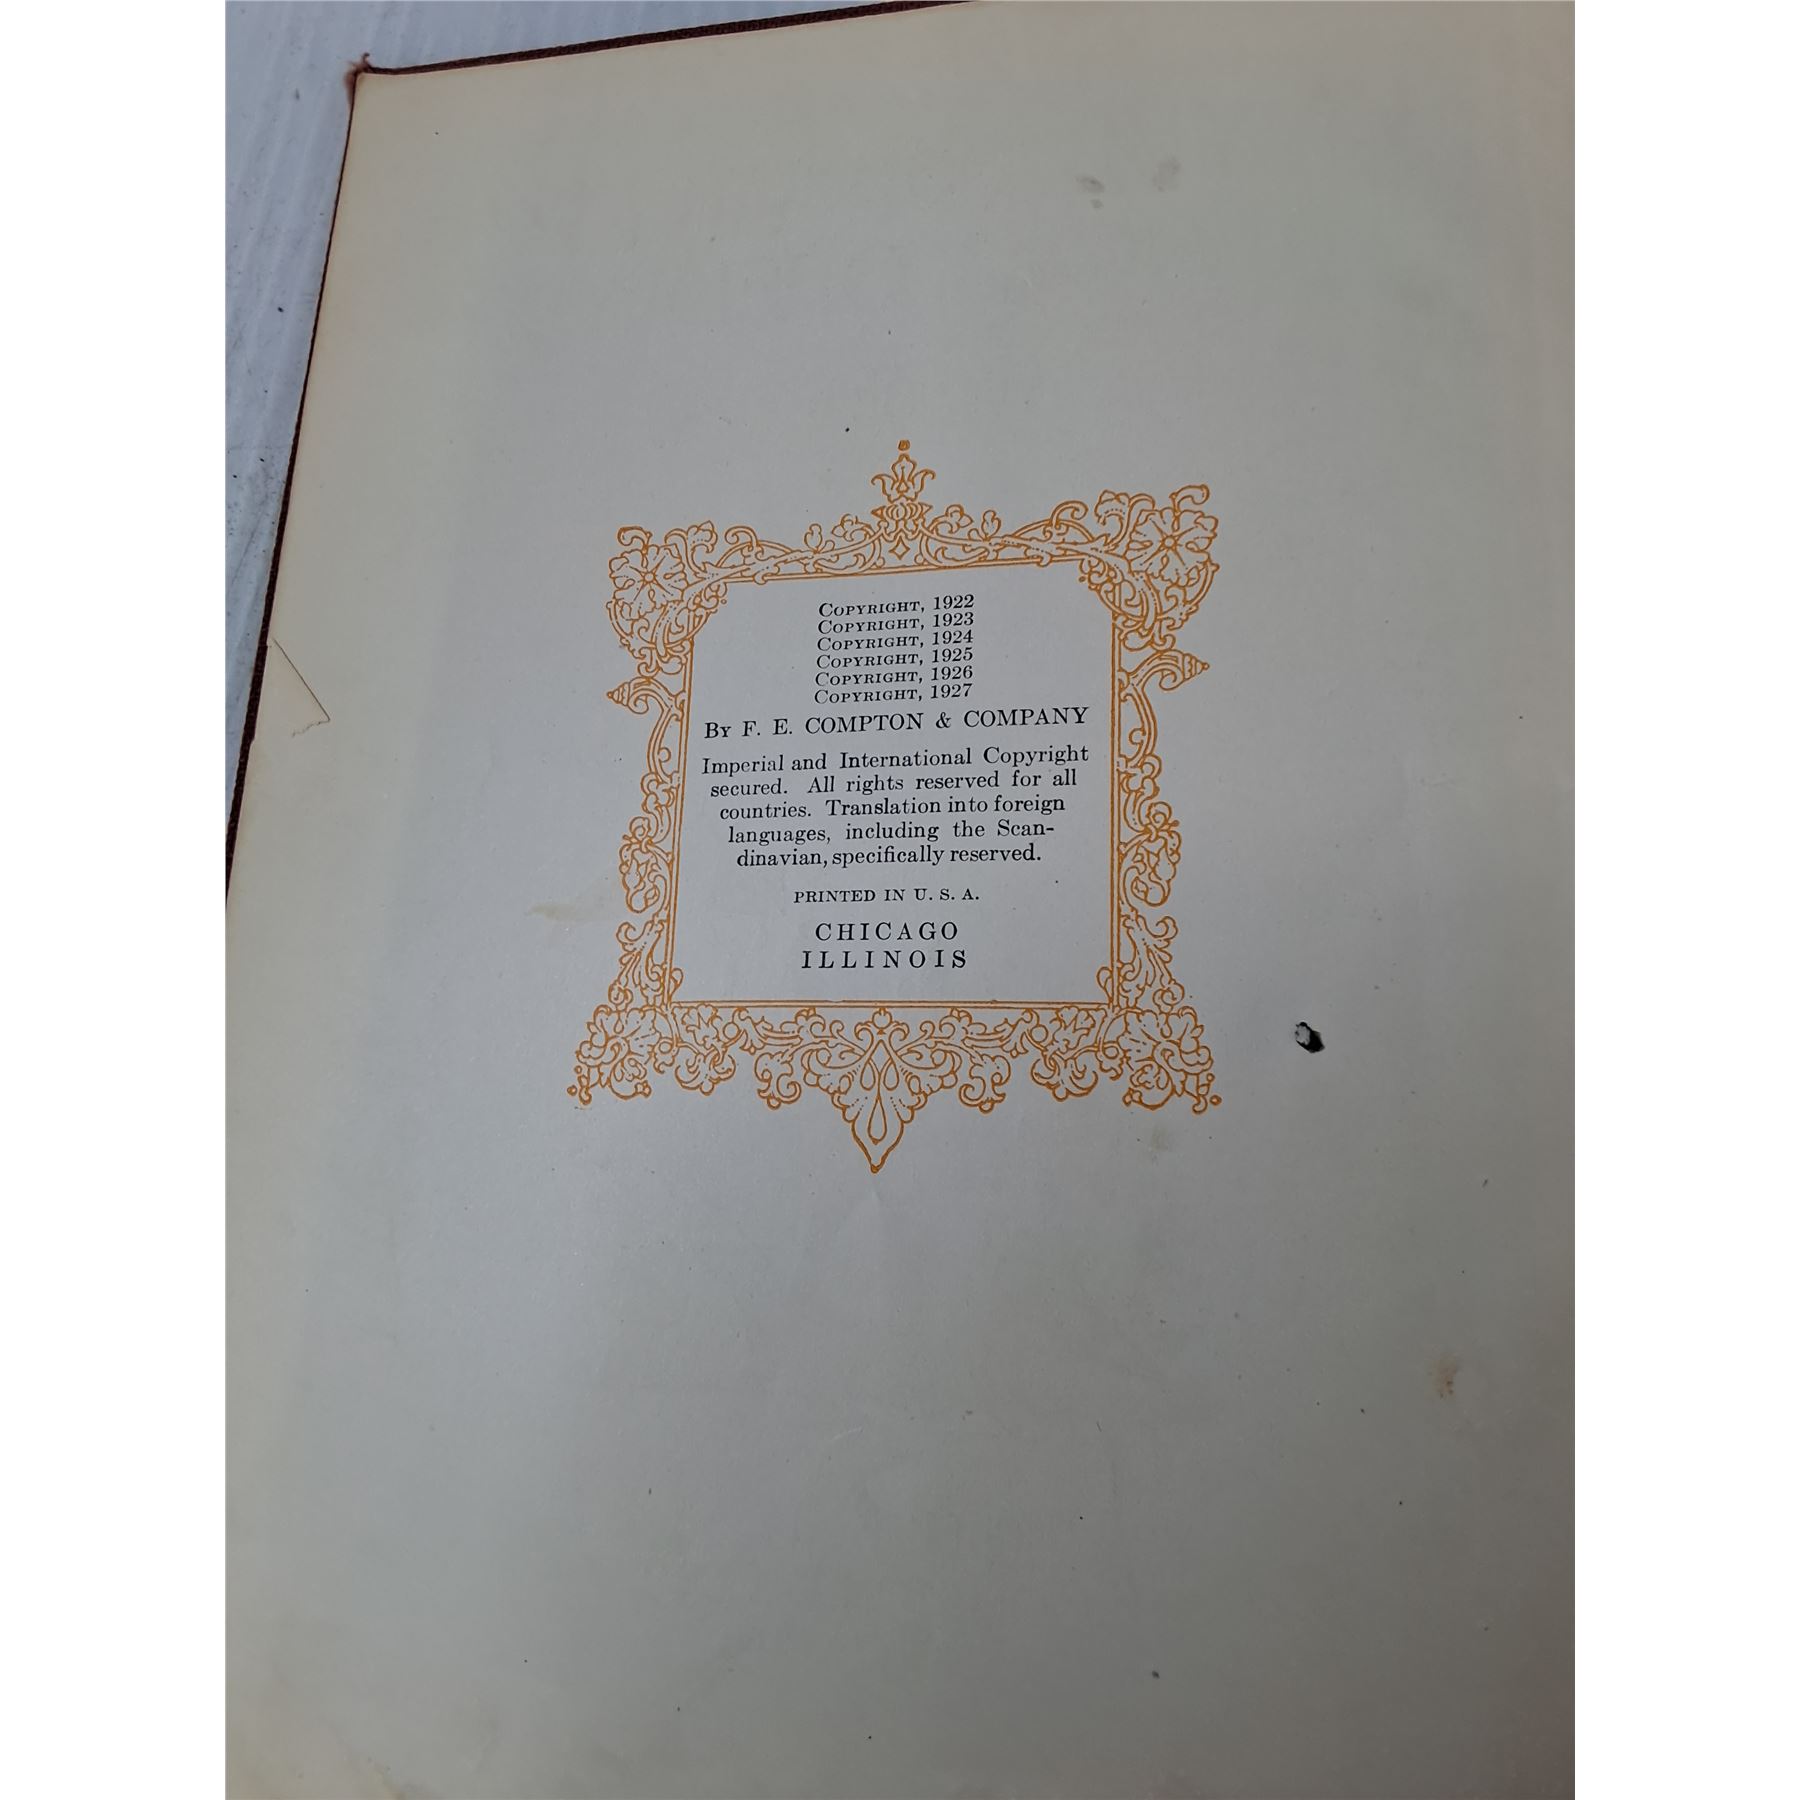 Copyright, 1922
Copyright, 1923
Copyright, 1924
Copyright, 1925
Copyright, 1926
Copyright, 1927
By F. E. COMPTON & COMPANY
Imperial and International Copyright
secured. All rights reserved for all
countries. Translation into foreign
languages, including the Scan-
dinavian, specifically reserved.
PRINTED IN U. S. A.
CHICAGO
ILLINOIS